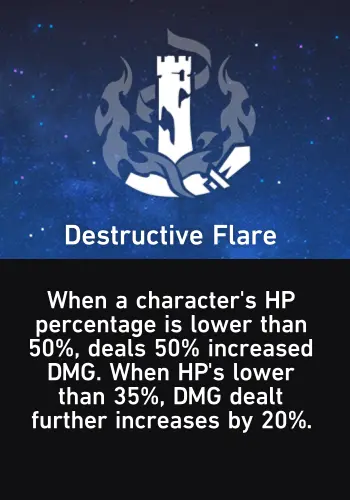 Destructive Flare
When a character's HP
percentage is lower than
50%, deals 50% increased
DMG. When HP's lower
than 35%, DMG dealt
further increases by 20%.